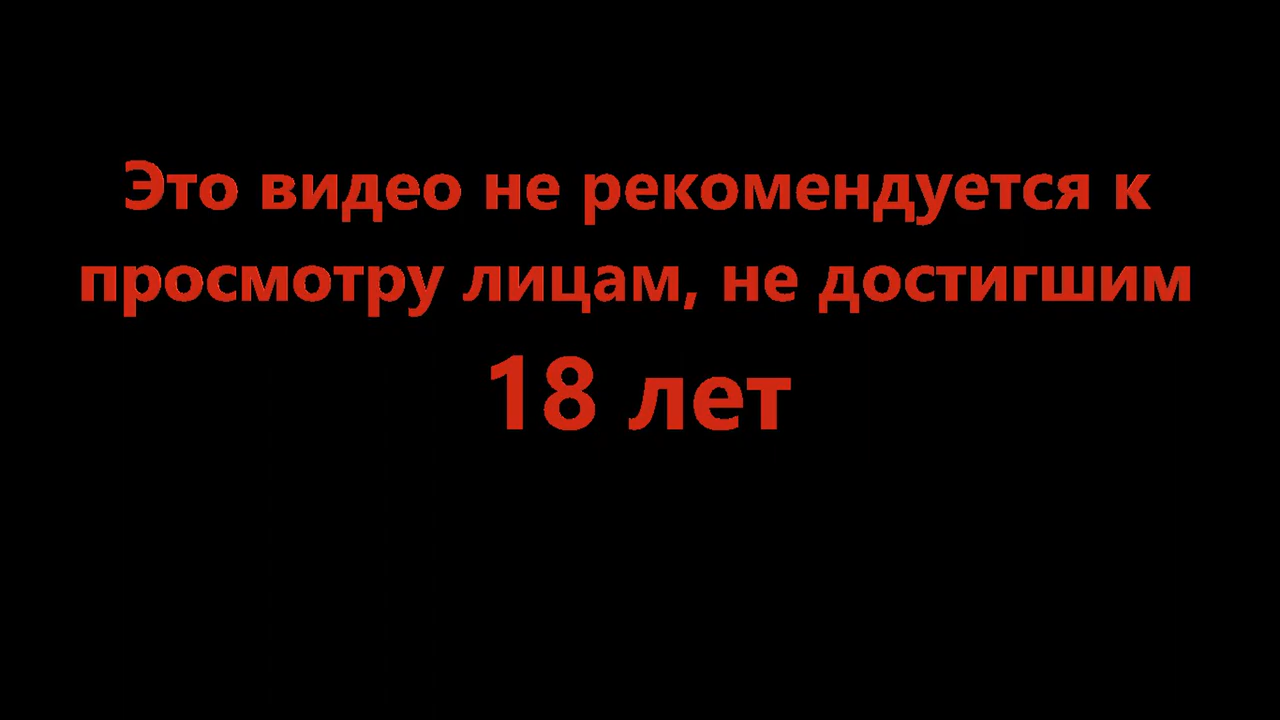 Это видео не рекомендуется к
просмотру лицам, не достигшим
18 лет